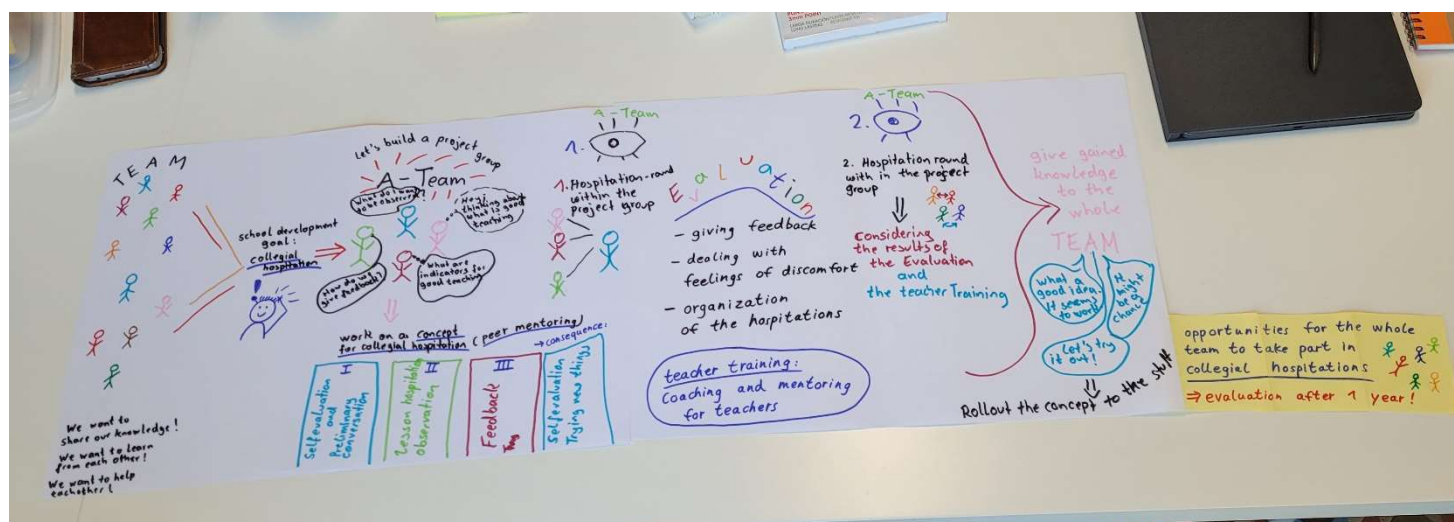 TEAM
We want to
share our knowledge!
We want to learn
from each other!
We want to help
eachother!
school development
goal:
collegial
hospitation
Let's build a project
group
A-Team
What do I want
Hey,
thinking about
what is good
teaching
How do we
give feedback?
What are
indicators for
good teaching
work on a concept
for collegial hospitation (peer mentoring)
→ consequence:
I
Selfevaluation
and
Preliminary
Conversation
II
Lesson hospitation
observation
III
Feedback
Selfevaluation
Trying new things
A-Team
1.
1. Hospitation-round
within the
project group
Evaluation
- giving feedback
- dealing with
feelings of discomfort
- organization
of the hospitations
teacher training:
Coaching and mentoring
for teachers
A-Team
2.
2. Hospitation round
with in the project
group
Considering
the results of
the Evaluation
and
the teacher Training
give gained
knowledge
to the
whole
TEAM
What a
good idea.
It seems
to work
It
might
be a
chance
Let's try
it out!
Rollout the concept to the stuff
opportunities for the whole
team to take part in
collegial hospitations
⇒ evaluation after 1 year!